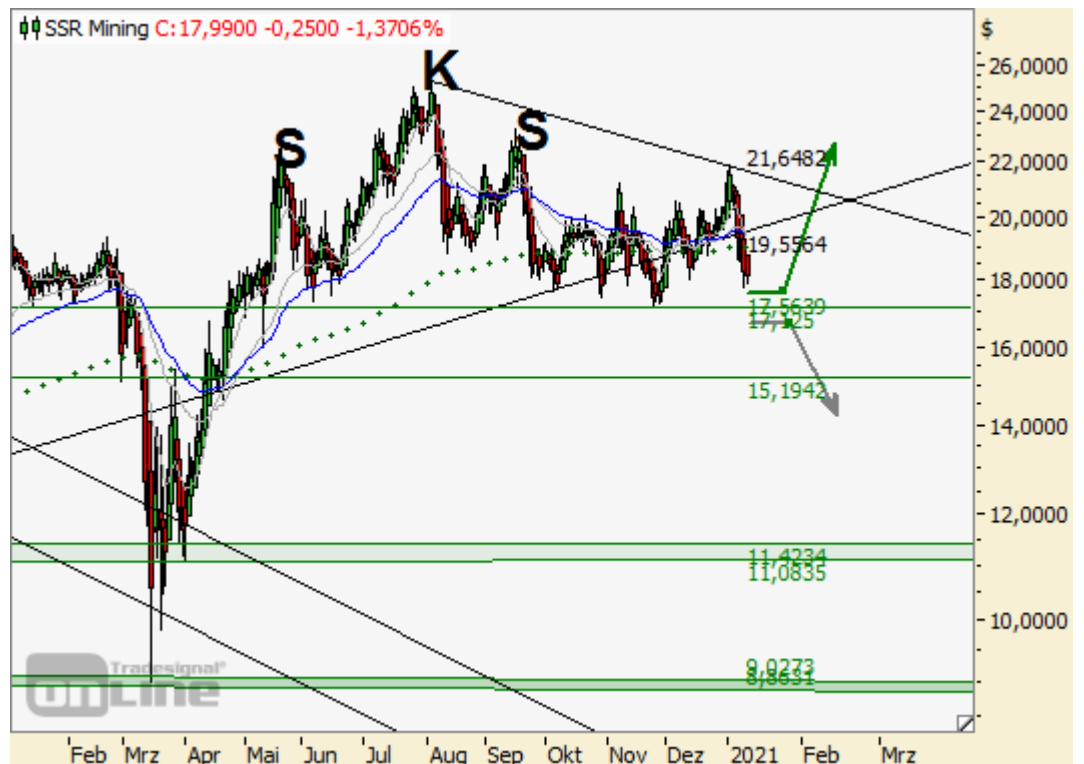 SSR Mining C:17,9900 -0,2500 -1,3706%
$
K
S
S
26,0000
24,0000
22,0000
20,0000
18,0000
16,0000
14,0000
12,0000
10,0000
21,6482
19,5564
17,5639
15,1942
11,4234
11,0835
9,0273
8,8631
Tradesignal®
onLine
Feb Mrz Apr Mai Jun Jul Aug Sep Okt Nov Dez 2021 Feb Mrz